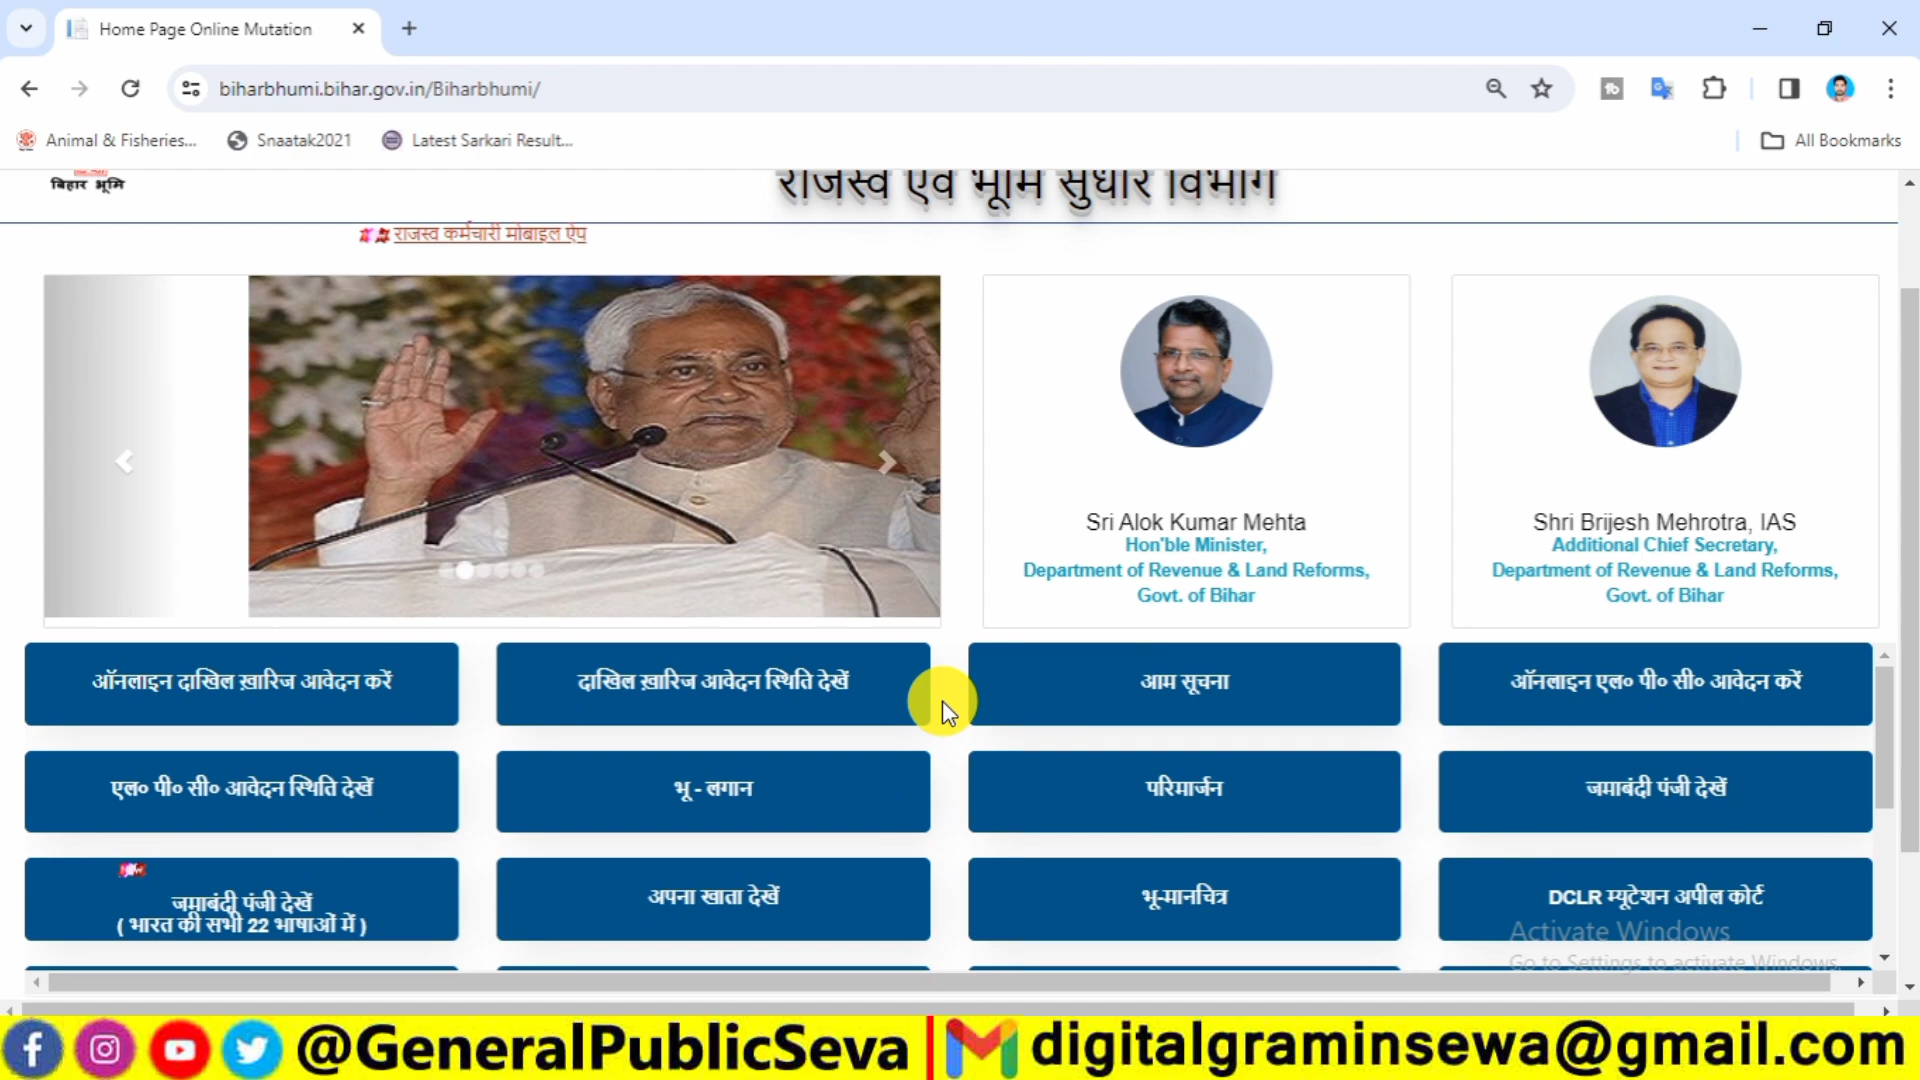 Home Page Online Mutation
biharbhumi.bihar.gov.in/Biharbhumi/
Animal & Fisheries...
Snaatak2021
Latest Sarkari Result...
All Bookmarks
बिहार भूमि
राजस्व एवं भूमि सुधार विभाग
राजस्व कर्मचारी मोबाइल ऐप
Sri Alok Kumar Mehta
Hon'ble Minister,
Department of Revenue & Land Reforms,
Govt. of Bihar
Shri Brijesh Mehrotra, IAS
Additional Chief Secretary,
Department of Revenue & Land Reforms,
Govt. of Bihar
ऑनलाइन दाखिल ख़ारिज आवेदन करें
दाखिल ख़ारिज आवेदन स्थिति देखें
आम सूचना
ऑनलाइन एल० पी० सी० आवेदन करें
एल० पी० सी० आवेदन स्थिति देखें
भू - लगान
परिमार्जन
जमाबंदी पंजी देखें
जमाबंदी पंजी देखें
( भारत की सभी 22 भाषाओं में )
अपना खाता देखें
भू-मानचित्र
DCLR म्यूटेशन अपील कोर्ट
Activate Windows
Go to Settings to activate Windows.
@GeneralPublicSeva
digitalgraminsewa@gmail.com